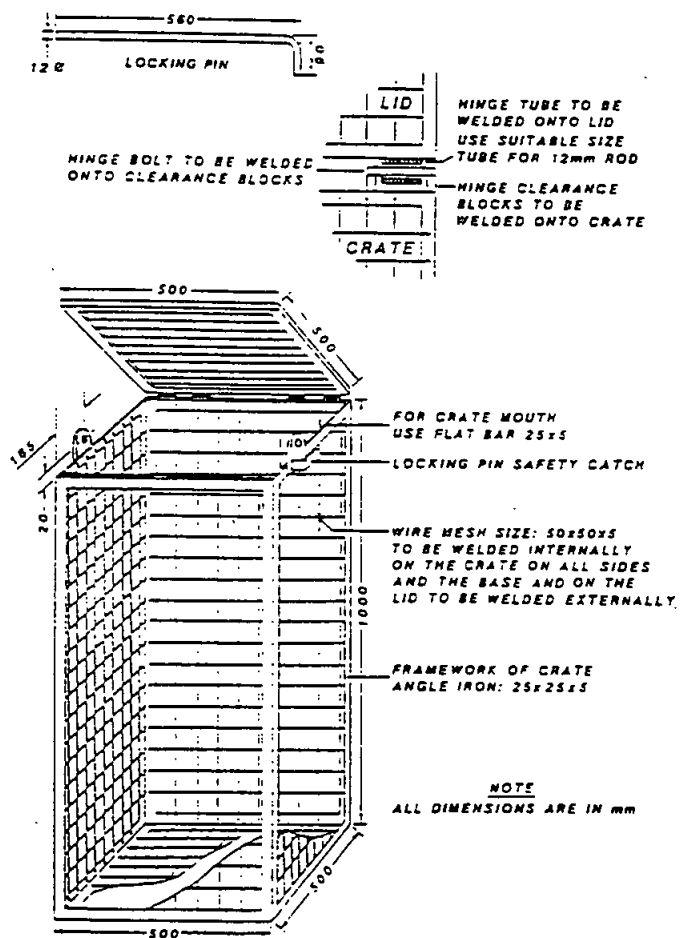 560
12 Ø
90
LOCKING PIN
LID
HINGE TUBE TO BE
WELDED ONTO LID
USE SUITABLE SIZE
TUBE FOR 12mm ROD
HINGE BOLT TO BE WELDED
ONTO CLEARANCE BLOCKS
HINGE CLEARANCE
BLOCKS TO BE
WELDED ONTO CRATE
CRATE
500
500
165
20
FOR CRATE MOUTH
USE FLAT BAR 25x5
LOCKING PIN SAFETY CATCH
WIRE MESH SIZE: 50x50x5
TO BE WELDED INTERNALLY
ON THE CRATE ON ALL SIDES
AND THE BASE AND ON THE
LID TO BE WELDED EXTERNALLY
1000
FRAMEWORK OF CRATE
ANGLE IRON: 25x25x5
NOTE
ALL DIMENSIONS ARE IN mm
500
500